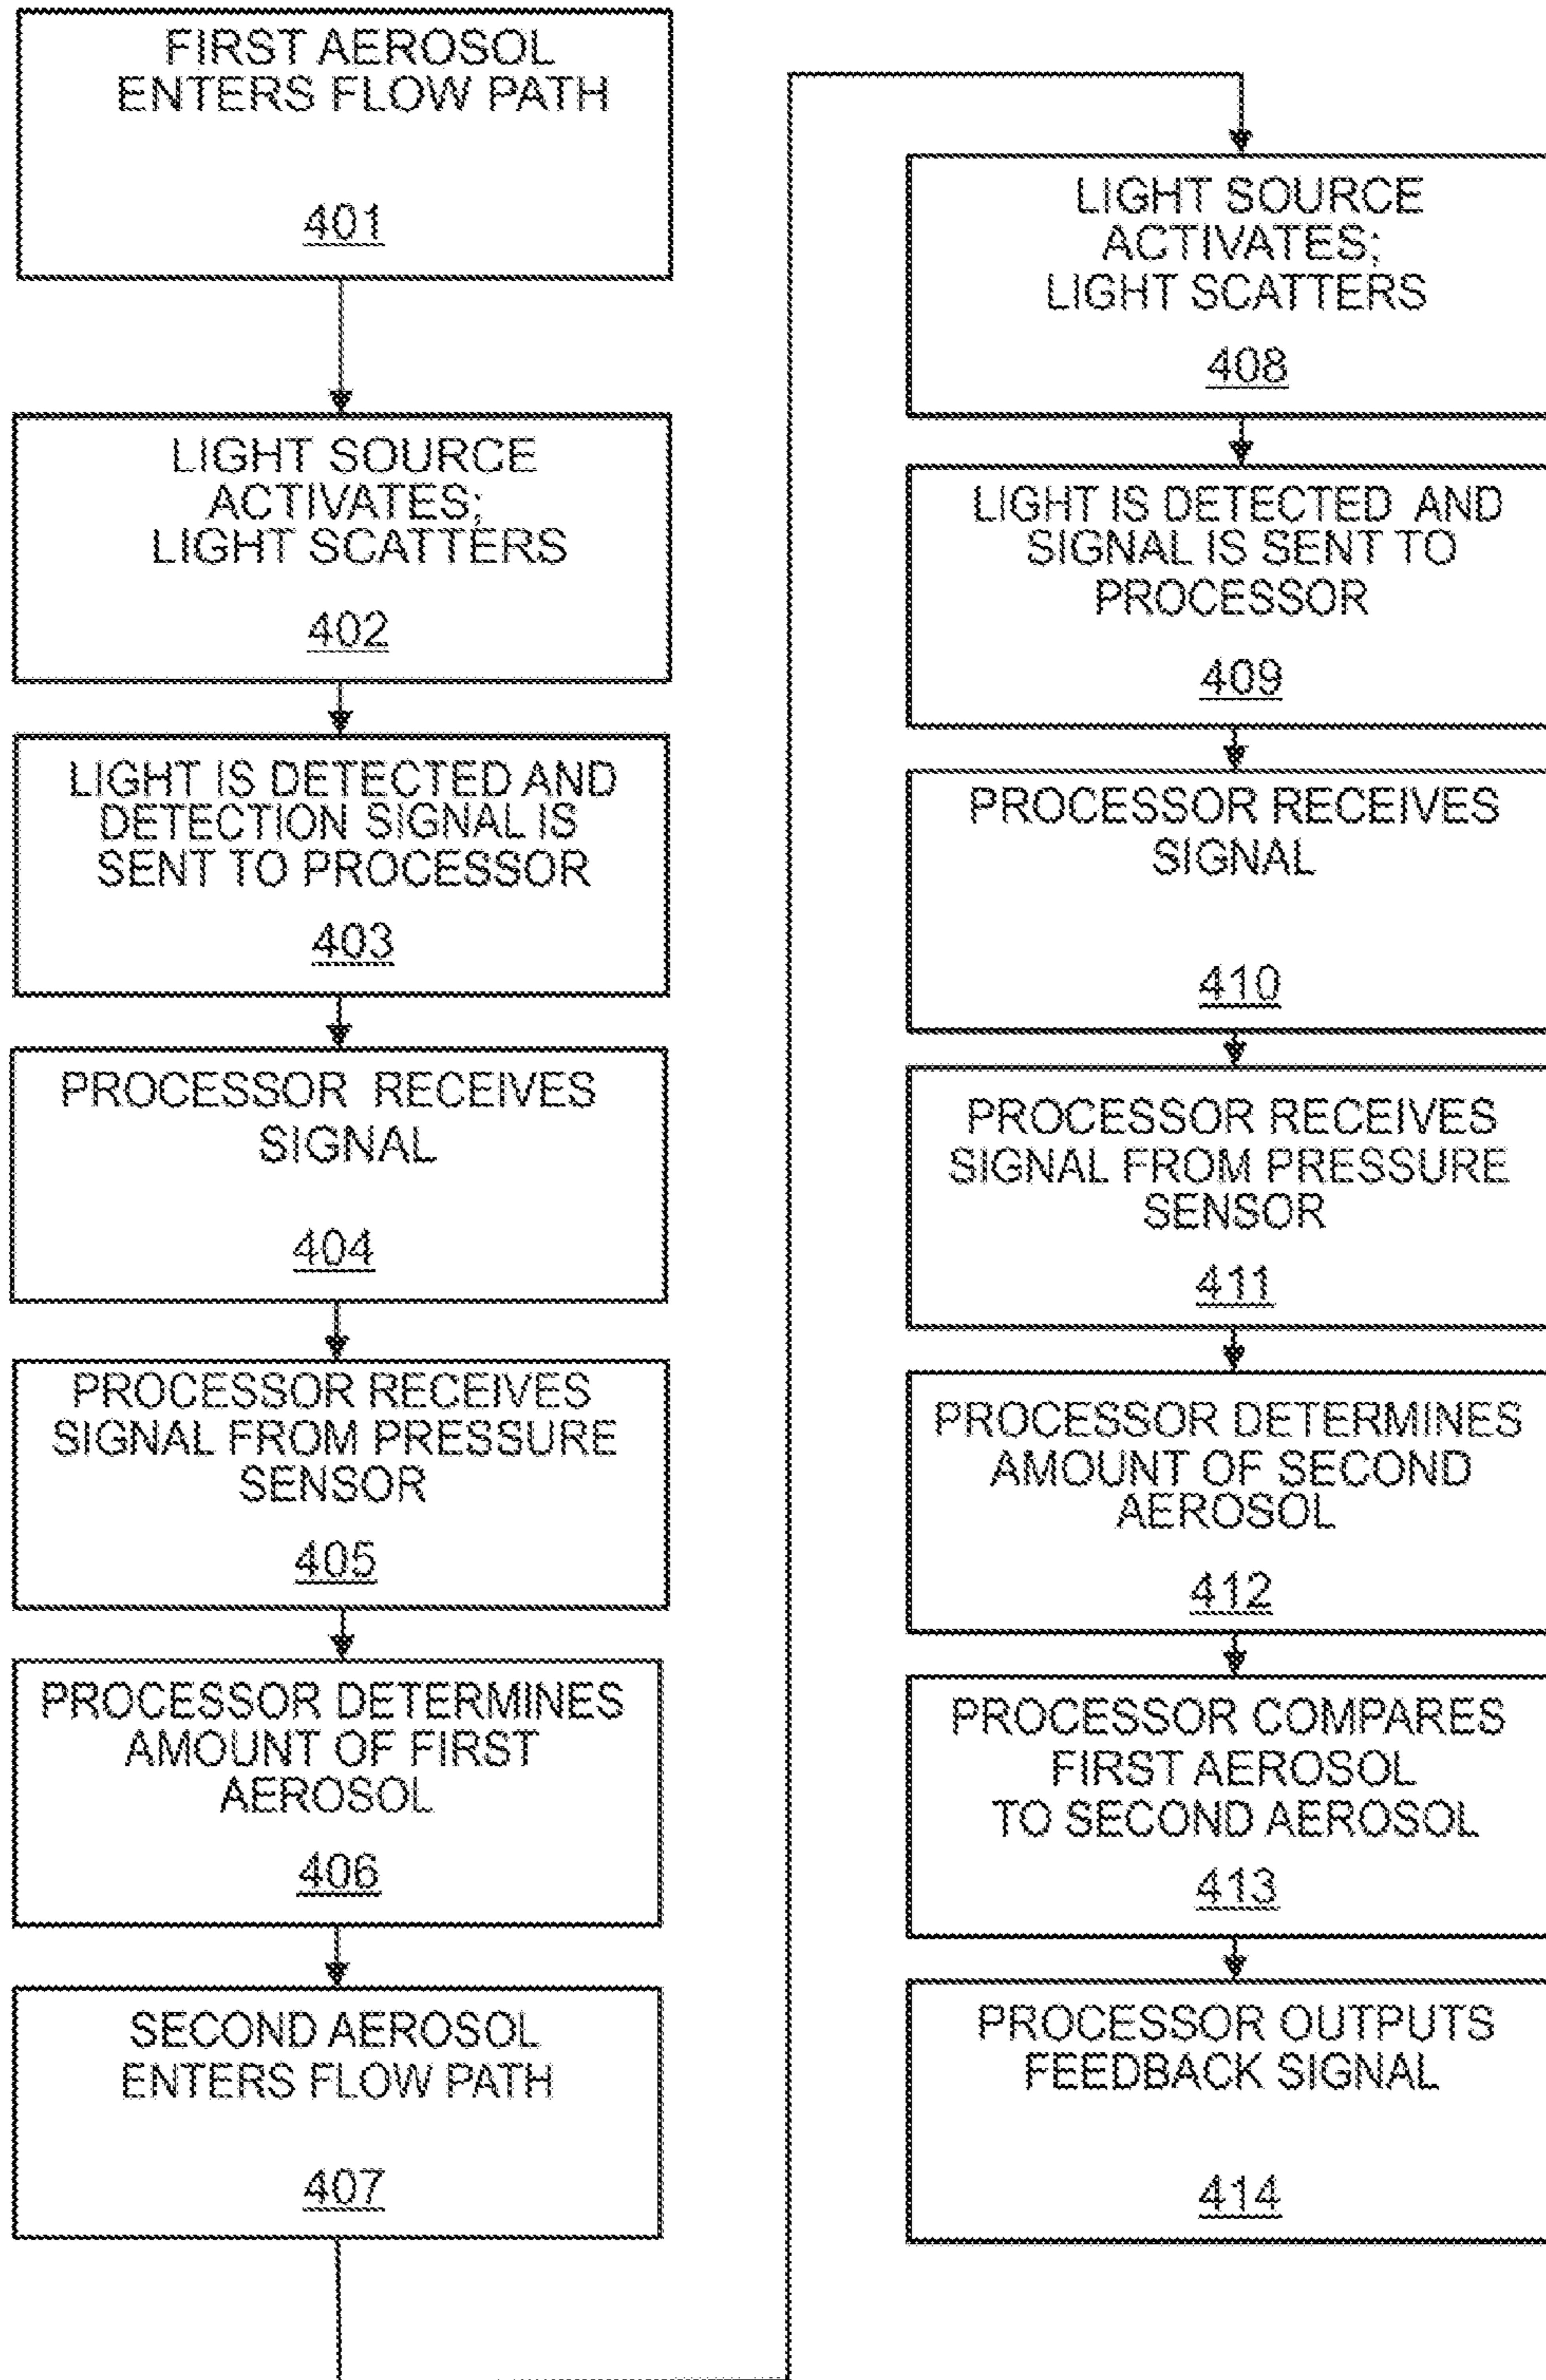 FIRST AEROSOL
ENTERS FLOW PATH
401
LIGHT SOURCE
ACTIVATES;
LIGHT SCATTERS
402
LIGHT IS DETECTED AND
DETECTION SIGNAL IS
SENT TO PROCESSOR
403
PROCESSOR RECEIVES
SIGNAL
404
PROCESSOR RECEIVES
SIGNAL FROM PRESSURE
SENSOR
405
PROCESSOR DETERMINES
AMOUNT OF FIRST
AEROSOL
406
SECOND AEROSOL
ENTERS FLOW PATH
407
LIGHT SOURCE
ACTIVATES;
LIGHT SCATTERS
408
LIGHT IS DETECTED AND
SIGNAL IS SENT TO
PROCESSOR
409
PROCESSOR RECEIVES
SIGNAL
410
PROCESSOR RECEIVES
SIGNAL FROM PRESSURE
SENSOR
411
PROCESSOR DETERMINES
AMOUNT OF SECOND
AEROSOL
412
PROCESSOR COMPARES
FIRST AEROSOL
TO SECOND AEROSOL
413
PROCESSOR OUTPUTS
FEEDBACK SIGNAL
414